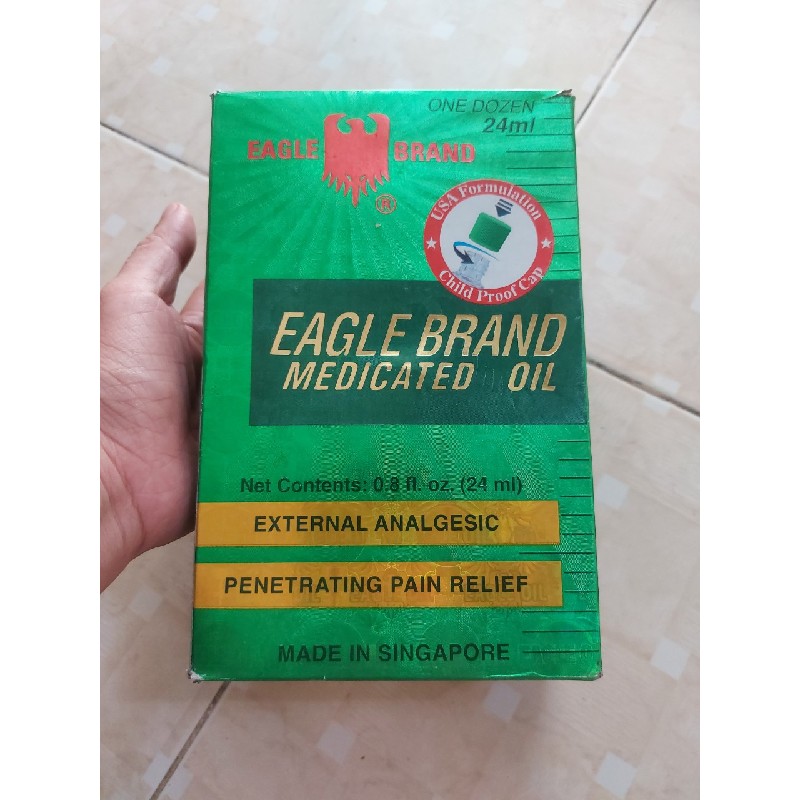 ONE DOZEN
24ml
EAGLE BRAND
®
USA Formulation
Child Proof Cap
EAGLE BRAND
MEDICATED OIL
Net Contents: 0.8 fl. oz. (24 ml)
EXTERNAL ANALGESIC
PENETRATING PAIN RELIEF
MADE IN SINGAPORE